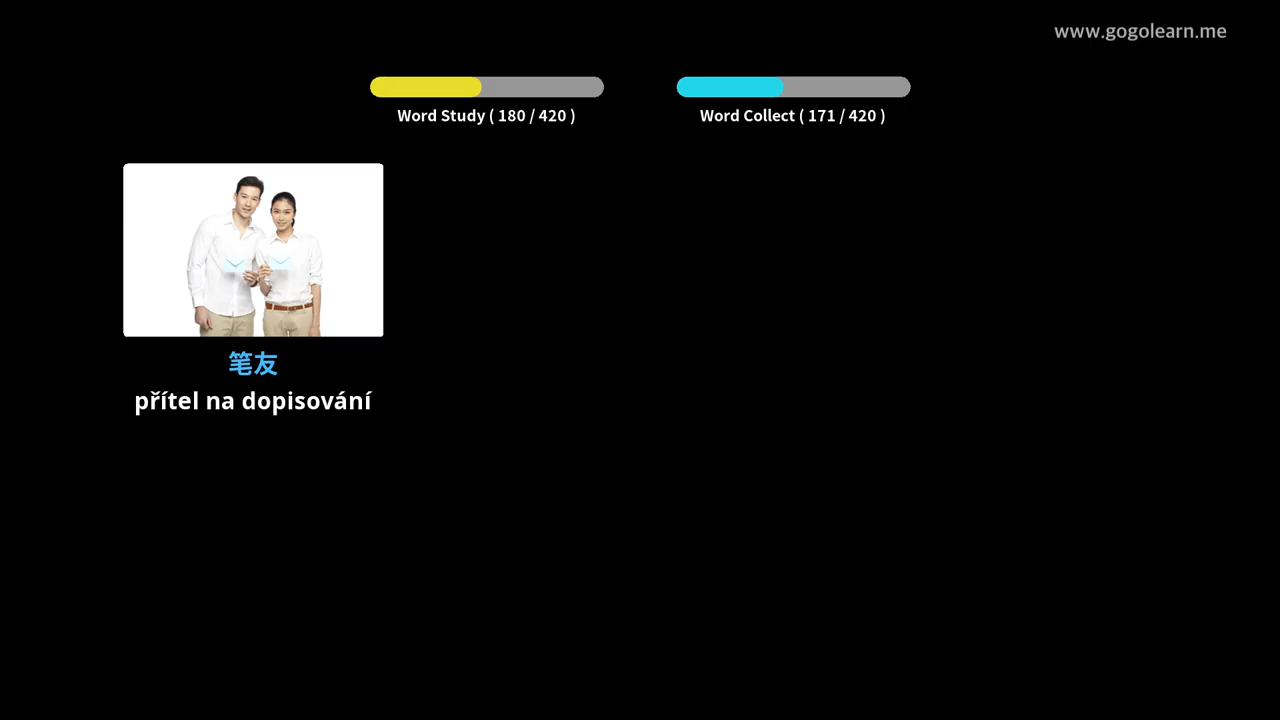 www.gogolearn.me
Word Study ( 180 / 420 )
Word Collect ( 171 / 420 )
笔友
přítel na dopisování